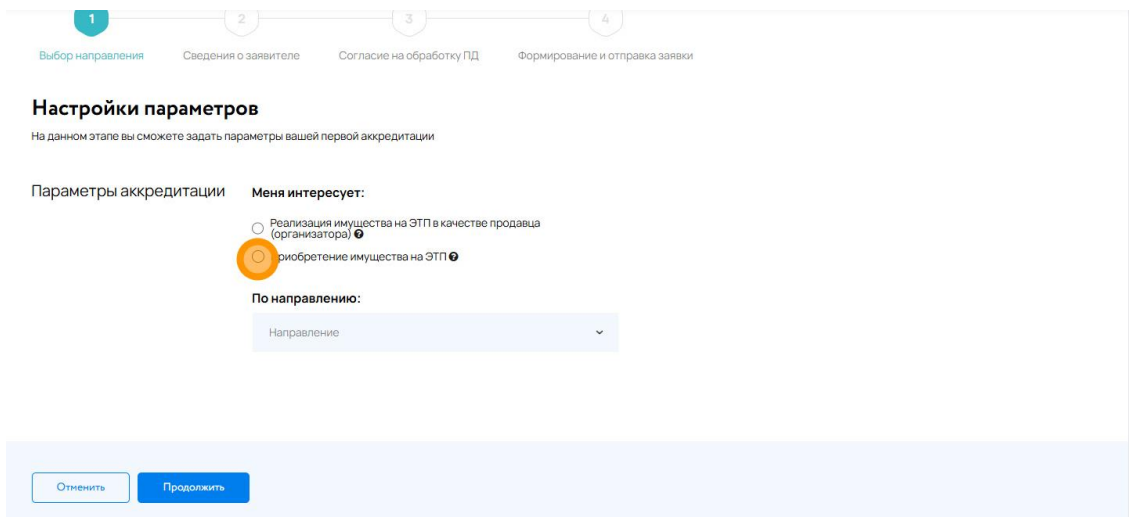 1 2 3 4
Выбор направления Сведения о заявителе Согласие на обработку ПД Формирование и отправка заявки
Настройки параметров
На данном этапе вы сможете задать параметры вашей первой аккредитации
Параметры аккредитации
Меня интересует:
Реализация имущества на ЭТП в качестве продавца
(организатора) ?
Приобретение имущества на ЭТП ?
По направлению:
Направление
Отменить Продолжить